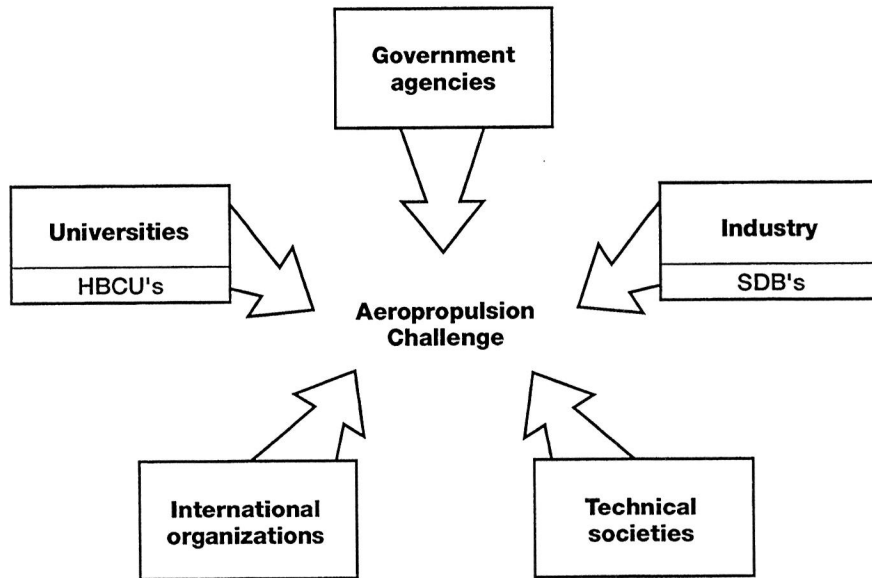 Government
agencies
Universities
HBCU's
Industry
SDB's
Aeropropulsion
Challenge
International
organizations
Technical
societies